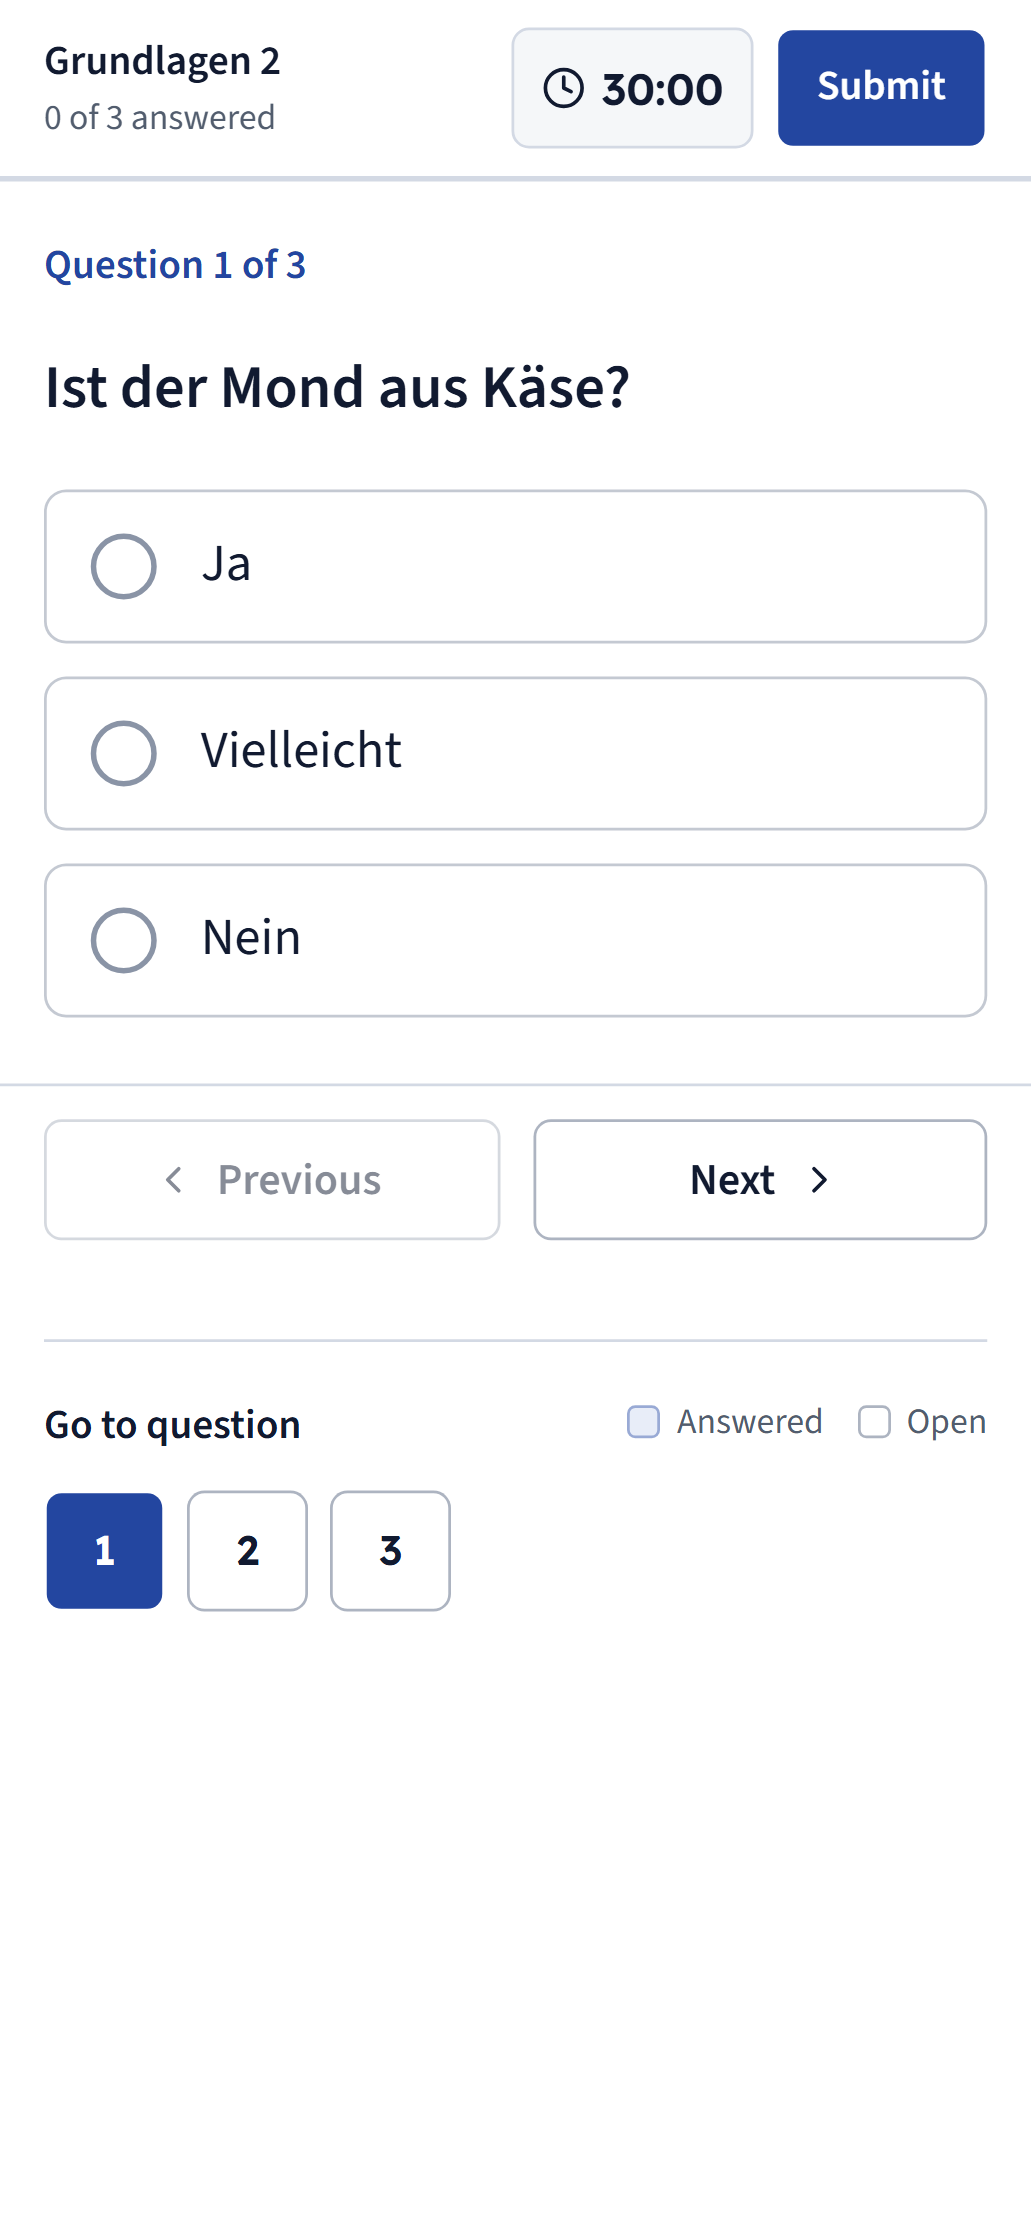 Grundlagen 2
0 of 3 answered
30:00
Submit
Question 1 of 3
Ist der Mond aus Käse?
Ja
Vielleicht
Nein
Previous
Next
Go to question
Answered
Open
1
2
3